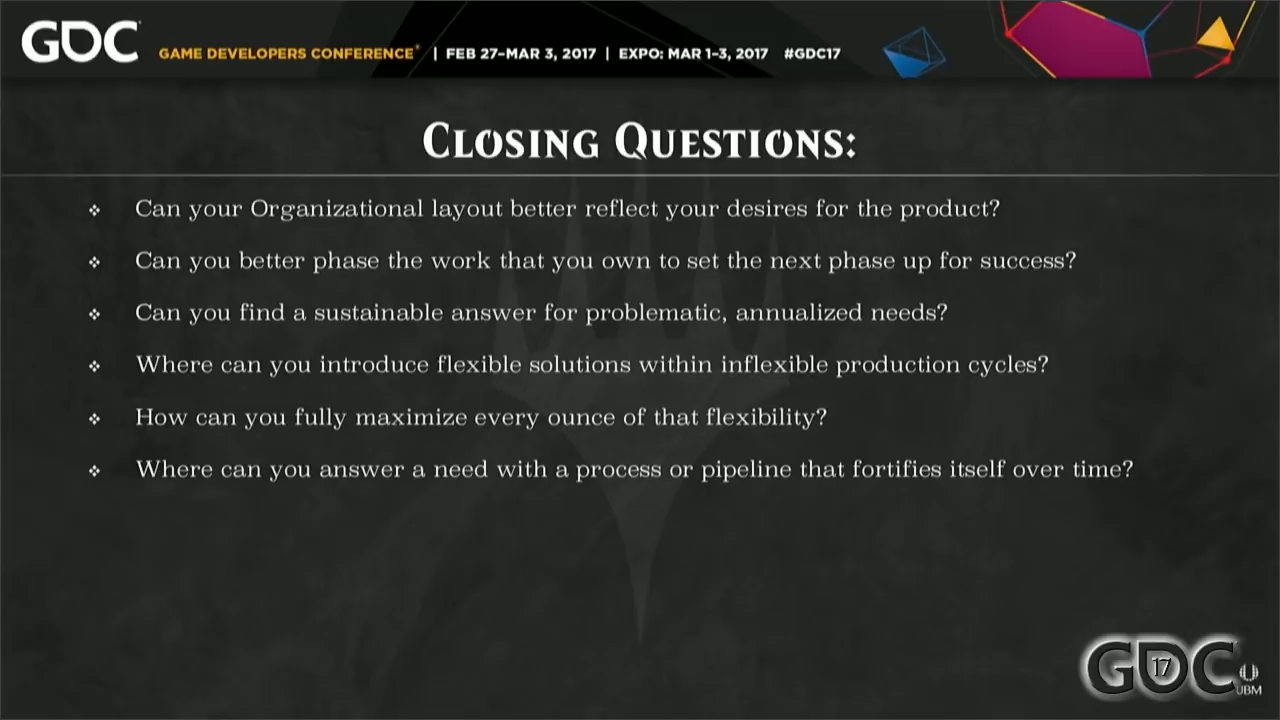 GDC GAME DEVELOPERS CONFERENCE® | FEB 27–MAR 3, 2017 | EXPO: MAR 1–3, 2017 #GDC17
CLOSING QUESTIONS:
❖ Can your Organizational layout better reflect your desires for the product?
❖ Can you better phase the work that you own to set the next phase up for success?
❖ Can you find a sustainable answer for problematic, annualized needs?
❖ Where can you introduce flexible solutions within inflexible production cycles?
❖ How can you fully maximize every ounce of that flexibility?
❖ Where can you answer a need with a process or pipeline that fortifies itself over time?
GDC 17
UBM